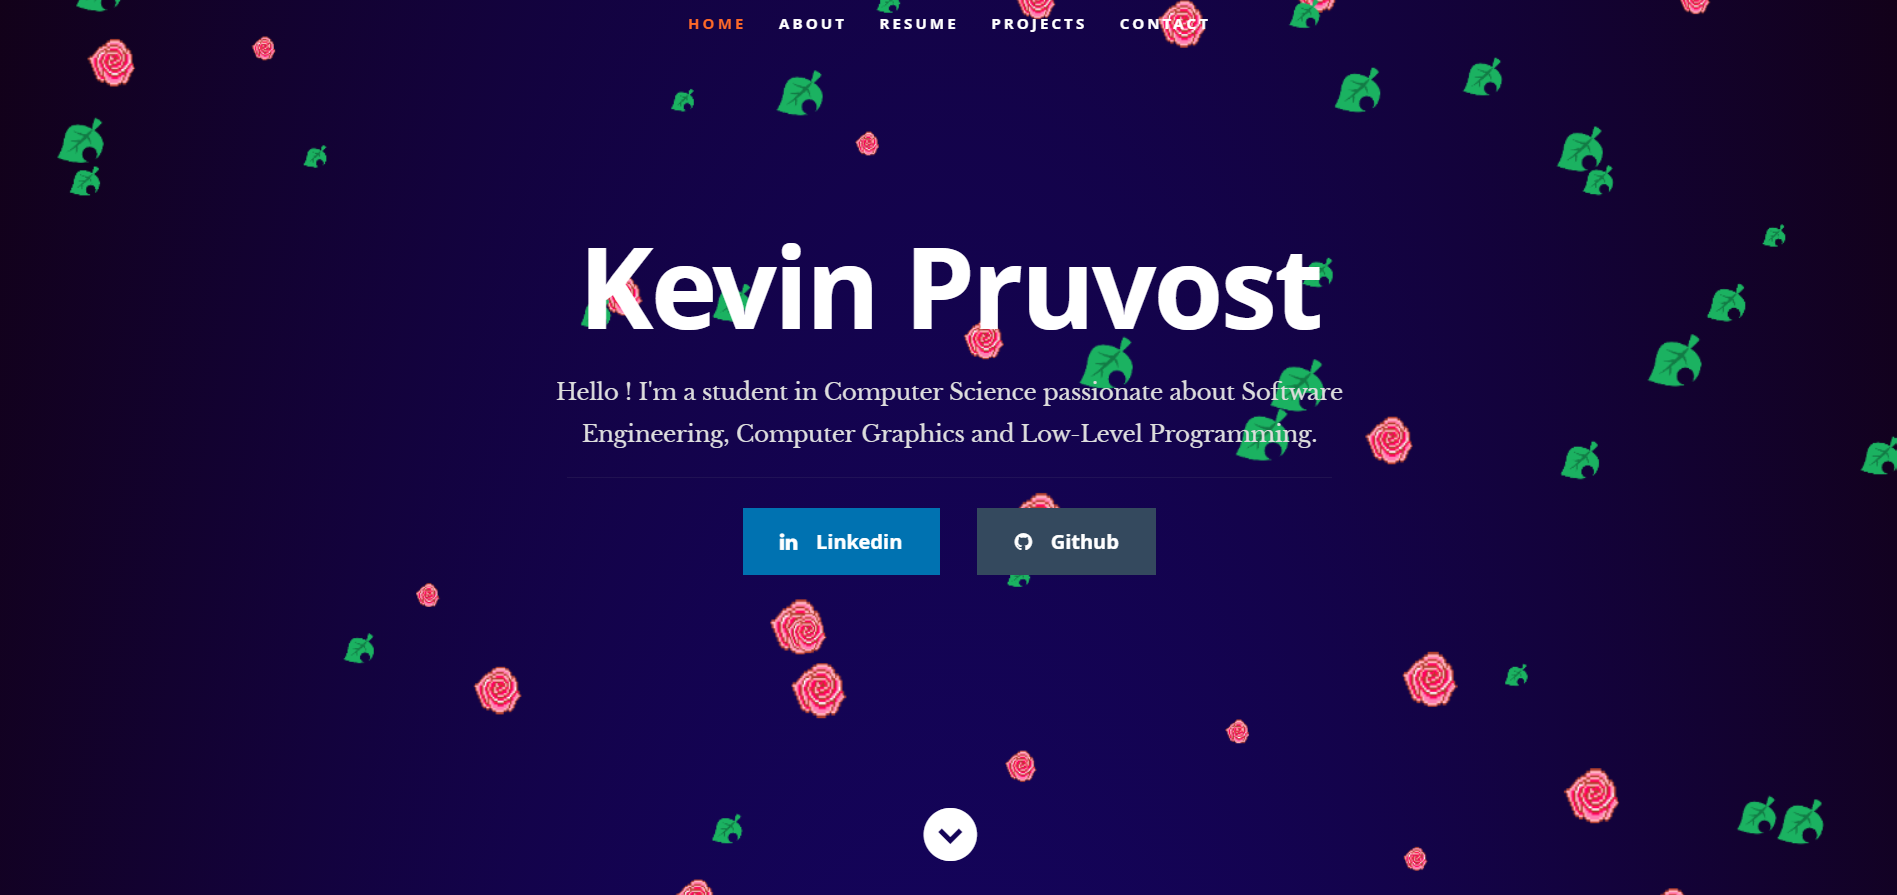 HOME ABOUT RESUME PROJECTS CONTACT
Kevin Pruvost
Hello ! I'm a student in Computer Science passionate about Software
Engineering, Computer Graphics and Low-Level Programming.
Linkedin Github